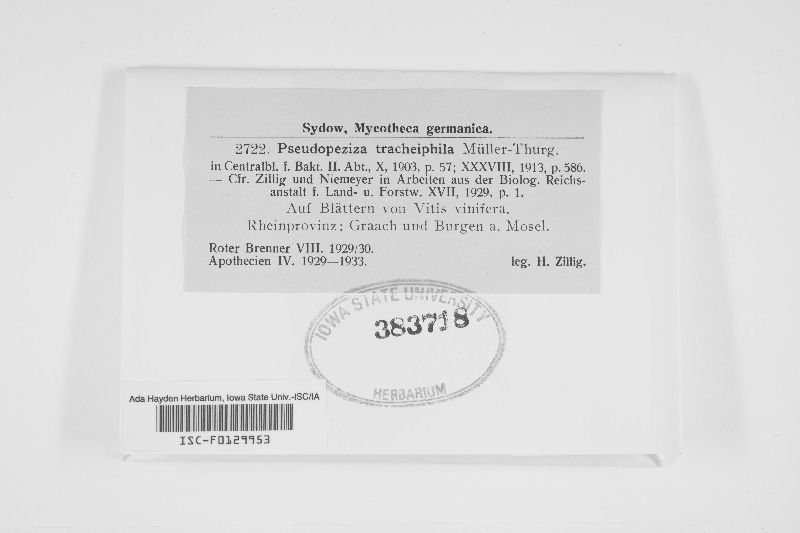 Sydow, Mycotheca germanica.
2722. Pseudopeziza tracheiphila Müller-Thurg.
in Centralbl. f. Bakt. II. Abt., X, 1903, p. 57; XXXVIII, 1913, p. 586.
— Cfr. Zillig und Niemeyer in Arbeiten aus der Biolog. Reichs-
anstalt f. Land- u. Forstw. XVII, 1929, p. 1.
Auf Blättern von Vitis vinifera.
Rheinprovinz: Graach und Burgen a. Mosel.
Roter Brenner VIII. 1929/30.
Apothecien IV. 1929—1933. leg. H. Zillig.
IOWA STATE UNIVERSITY
383718
HERBARIUM
Ada Hayden Herbarium, Iowa State Univ.-ISC/IA
ISC-F0129953